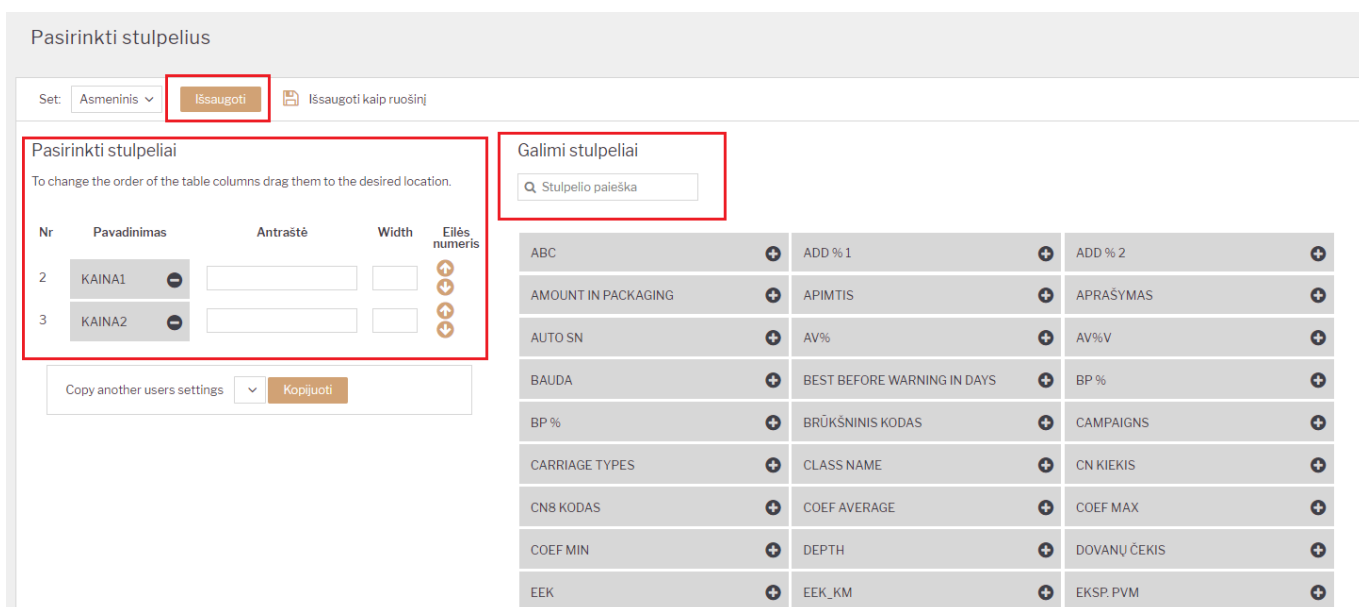 Pasirinkti stulpelius
Set: Asmeninis Išsaugoti Išsaugoti kaip ruošinį
Pasirinkti stulpeliai
To change the order of the table columns drag them to the desired location.
Nr Pavadinimas Antraštė Width Eilės numeris
2 KAINA1
3 KAINA2
Copy another users settings Kopijuoti
Galimi stulpeliai
Stulpelio paieška
ABC ADD % 1 ADD % 2
AMOUNT IN PACKAGING APIMTIS APRAŠYMAS
AUTO SN AV% AV%V
BAUDA BEST BEFORE WARNING IN DAYS BP %
BP % BRŪKŠNINIS KODAS CAMPAIGNS
CARRIAGE TYPES CLASS NAME CN KIEKIS
CN8 KODAS COEF AVERAGE COEF MAX
COEF MIN DEPTH DOVANŲ ČEKIS
EEK EEK_KM EKSP. PVM